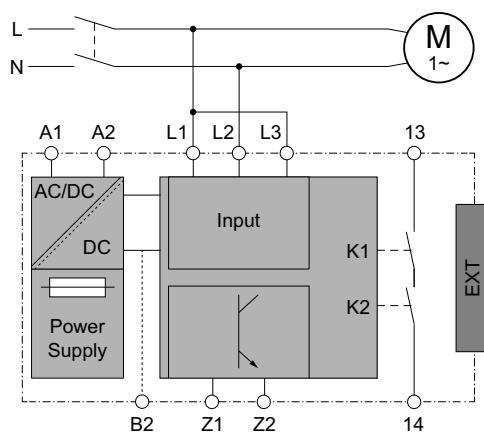 L
N
M
1~
A1 A2 L1 L2 L3 13
AC/DC
DC
Input
K1
K2
EXT
Power
Supply
B2 Z1 Z2 14